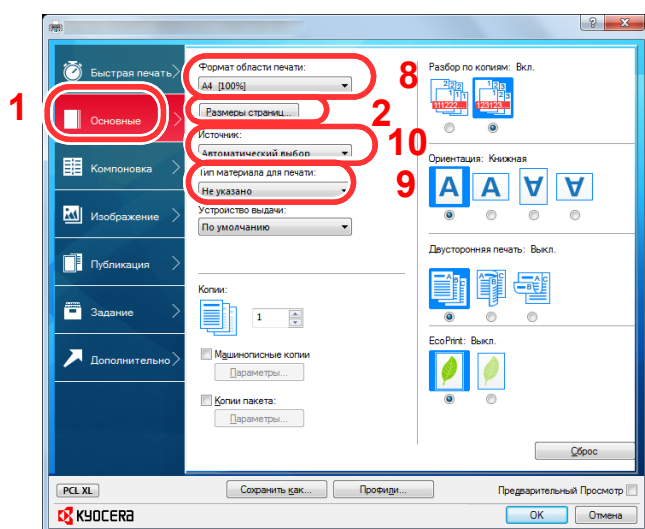 1
Быстрая печать
Основные
Компоновка
Изображение
Публикация
Задание
Дополнительно
Формат области печати:
A4 [100%]
8
Размеры страниц...
2
Источник:
Автоматический выбор
10
Тип материала для печати:
Не указано
9
Устройство выдачи:
По умолчанию
Копии:
1
Машинописные копии
Параметры...
Копии пакета:
Параметры...
Разбор по копиям: Вкл.
111222
123123
Ориентация: Книжная
A A A A
Двусторонняя печать: Выкл.
EcoPrint: Выкл.
Сброс
PCL XL
Сохранить как...
Профили...
Предварительный Просмотр
KYOCERA
OK
Отмена